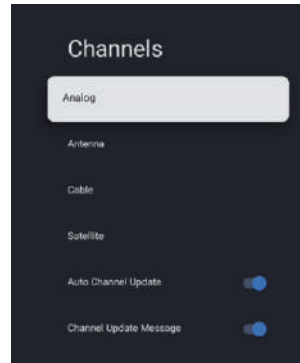 Channels
Analog
Antenna
Cable
Satellite
Auto Channel Update
Channel Update Message